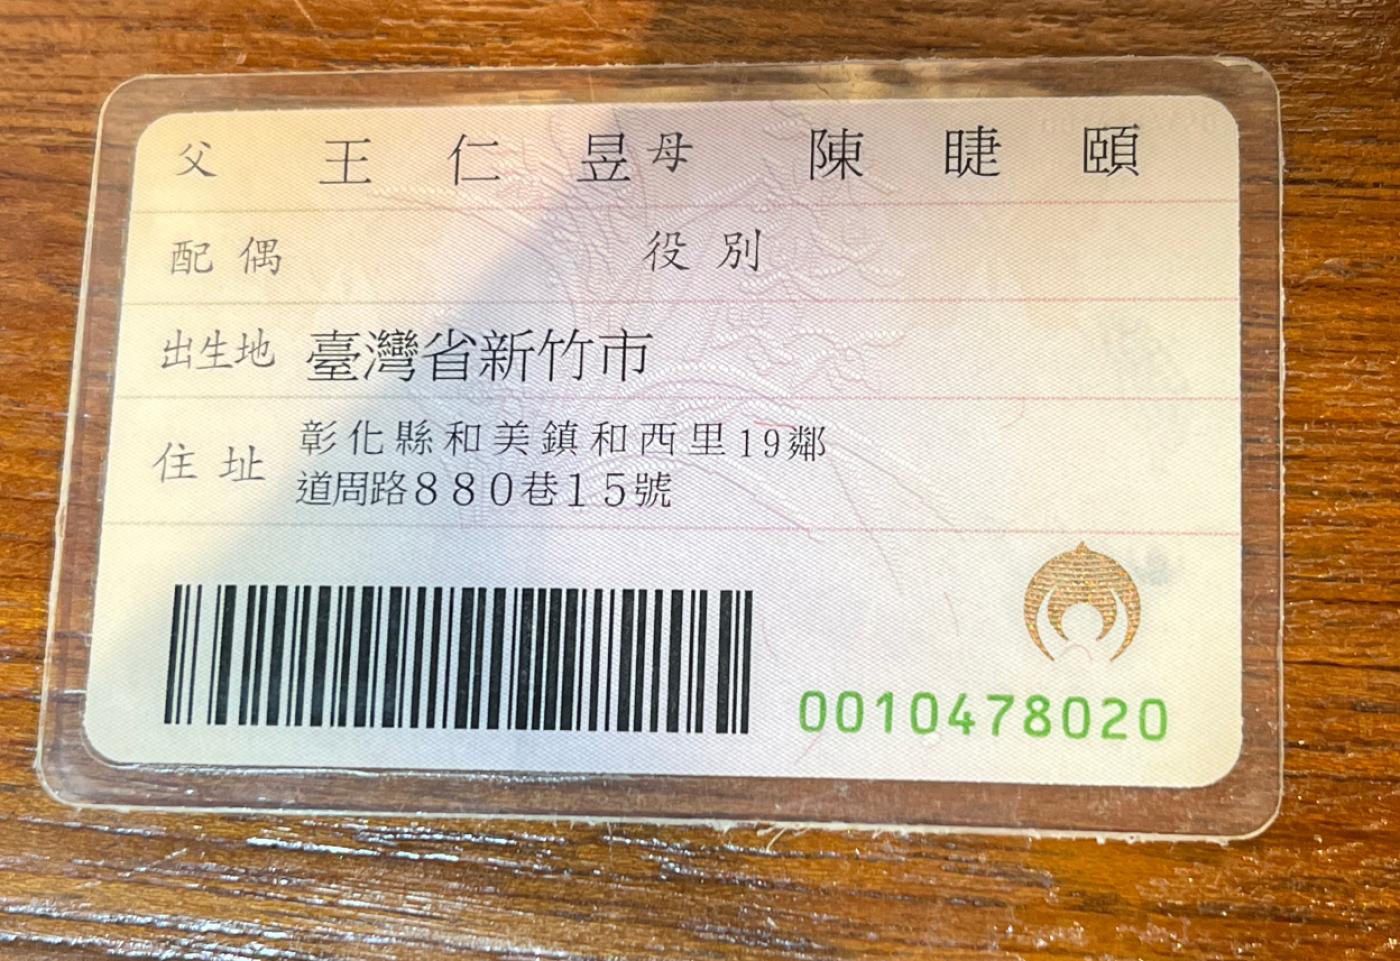 父 王仁昱 母 陳睫頤
配偶 役別
出生地 臺灣省新竹市
住址 彰化縣和美鎮和西里19鄰
道周路880巷15號
0010478020